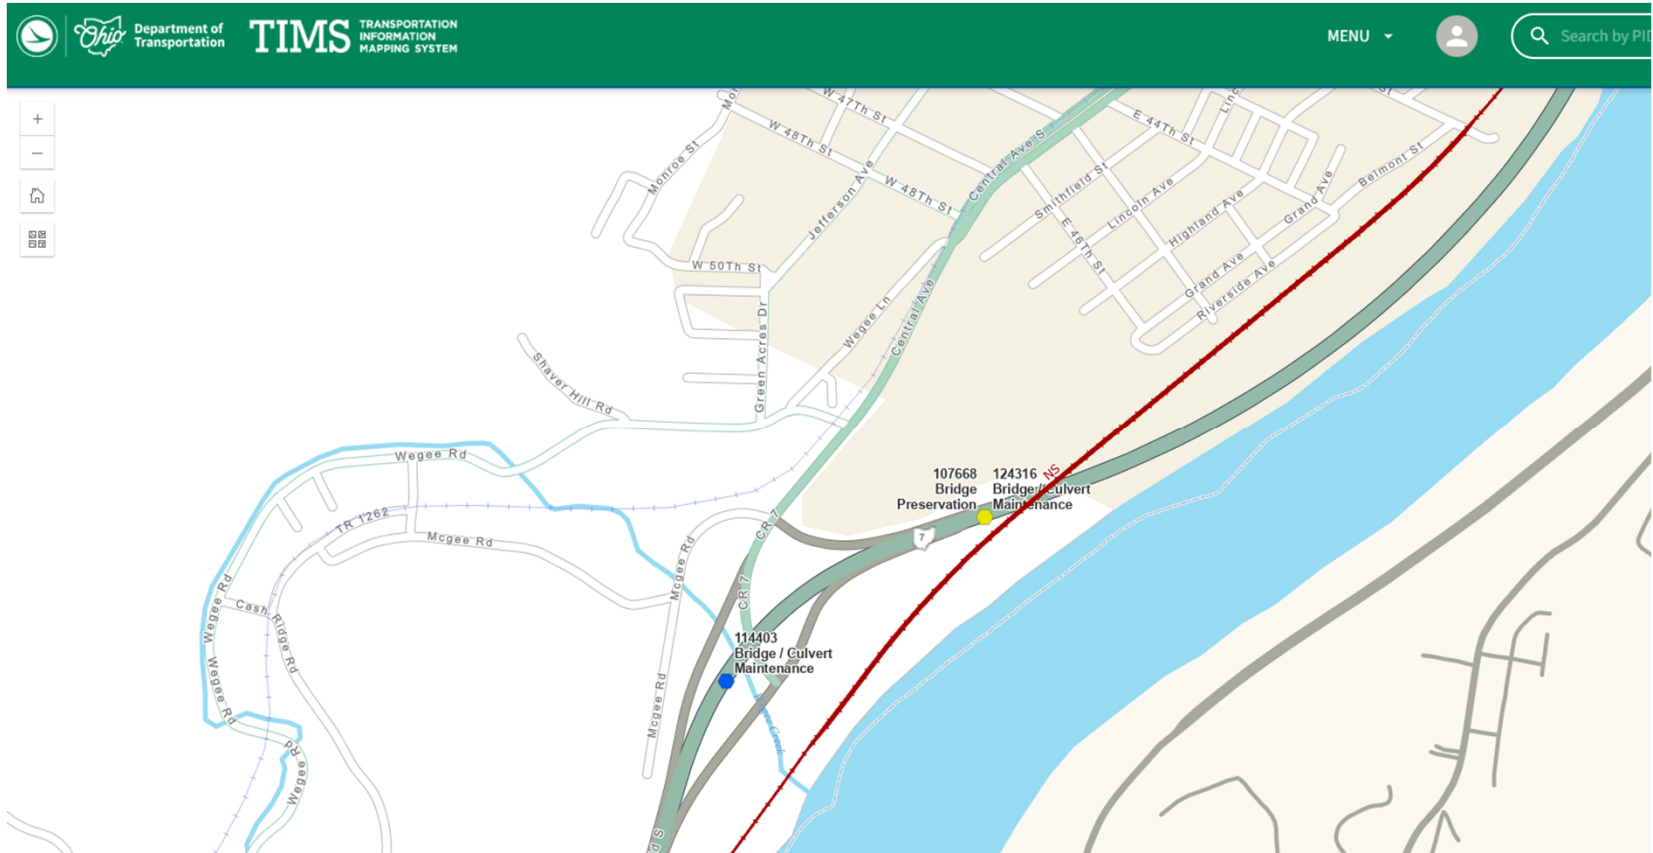 Ohio
Department of
Transportation
TIMS
TRANSPORTATION
INFORMATION
MAPPING SYSTEM
MENU
Search by PI
W 47Th St
W 48Th St
Monroe St
Jefferson Ave
W 48Th St
Central Ave S
E 44Th St
Smithfield St
Lincoln Ave
Highland Ave
Grand Ave
Belmont St
E 46Th St
Grand Ave
Riverside Ave
W 50Th St
Green Acres Dr
Wegee Ln
Central Ave
Shaver Hill Rd
Wegee Rd
TR 1262
Mcgee Rd
107668
Bridge
Preservation
124316
Bridge / Culvert
Maintenance
NS
7
CR 7
Mcgee Rd
CR 7
Wegee Rd
Cash Ridge Rd
Wegee Rd
114403
Bridge / Culvert
Maintenance
Mcgee Rd
Wegee Rd